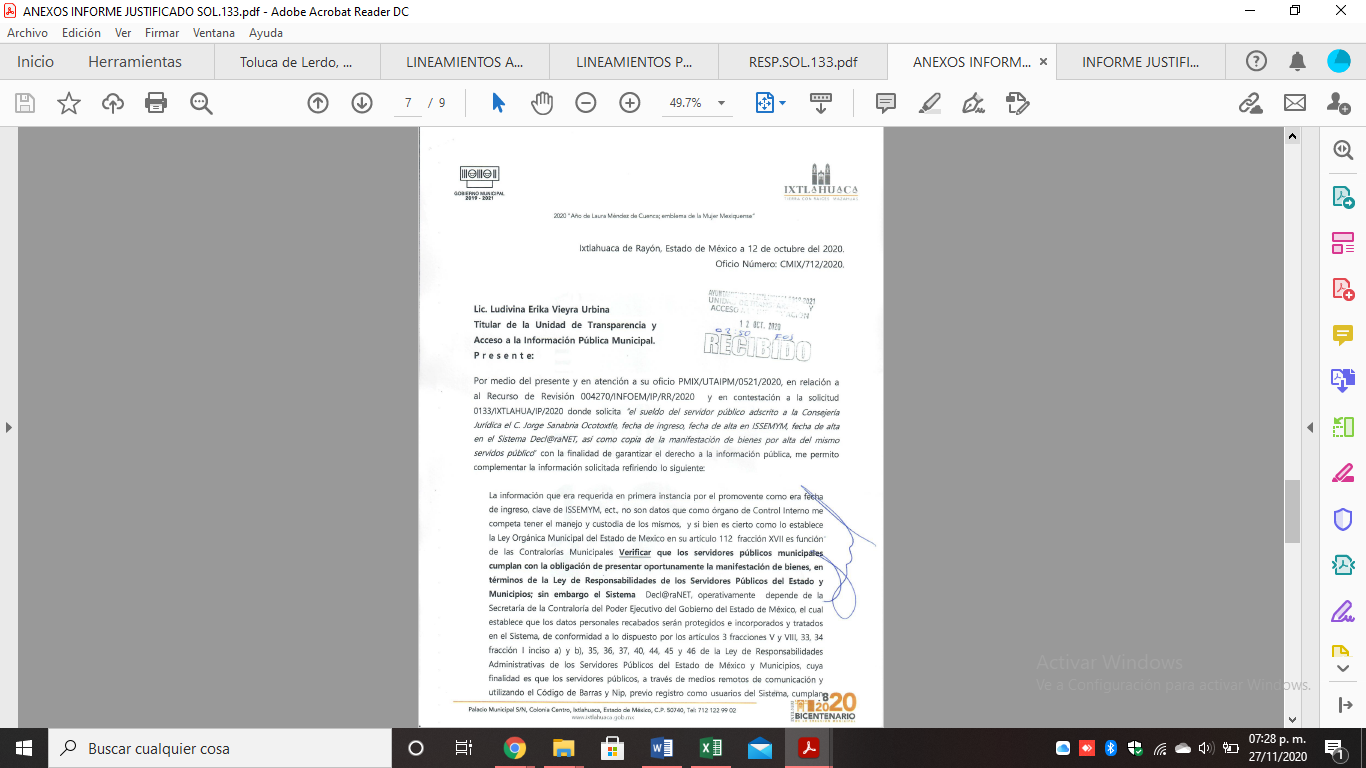 ANEXOS INFORME JUSTIFICADO SOL.133.pdf - Adobe Acrobat Reader DC
Archivo Edición Ver Firmar Ventana Ayuda
Inicio Herramientas Toluca de Lerdo, ... LINEAMIENTOS A... LINEAMIENTOS P... RESP.SOL.133.pdf ANEXOS INFORM... × INFORME JUSTIFI...
7 / 9 49.7%
GOBIERNO MUNICIPAL
2019 - 2021
IXTLAHUACA
2020 "Año de Laura Méndez de Cuenca; emblema de la Mujer Mexiquense"
Ixtlahuaca de Rayón, Estado de México a 12 de octubre del 2020.
Oficio Número: CMIX/712/2020.
12 OCT. 2020
RECIBIDO
Lic. Ludivina Erika Vieyra Urbina
Titular de la Unidad de Transparencia y
Acceso a la Información Pública Municipal.
P r e s e n t e:
Por medio del presente y en atención a su oficio PMIX/UTAIPM/0521/2020, en relación a
al Recurso de Revisión 004270/INFOEM/IP/RR/2020 y en contestación a la solicitud
0133/IXTLAHUA/IP/2020 donde solicita "el sueldo del servidor público adscrito a la Consejería
Jurídica el C. Jorge Sanabria Ocotoxtle, fecha de ingreso, fecha de alta en ISSEMYM, fecha de alta
en el Sistema Decl@raNET, así como copia de la manifestación de bienes por alta del mismo
servidos público" con la finalidad de garantizar el derecho a la información pública, me permito
complementar la información solicitada refiriendo lo siguiente:
La información que era requerida en primera instancia por el promovente como era fecha
de ingreso, clave de ISSEMYM, ect., no son datos que como órgano de Control Interno me
competa tener el manejo y custodia de los mismos, y si bien es cierto como lo establece
la Ley Orgánica Municipal del Estado de Mexico en su artículo 112 fracción XVII es función
de las Contralorías Municipales Verificar que los servidores públicos municipales
cumplan con la obligación de presentar oportunamente la manifestación de bienes, en
términos de la Ley de Responsabilidades de los Servidores Públicos del Estado y
Municipios; sin embargo el Sistema Decl@raNET, operativamente depende de la
Secretaría de la Contraloría del Poder Ejecutivo del Gobierno del Estado de México, el cual
establece que los datos personales recabados serán protegidos e incorporados y tratados
en el Sistema, de conformidad a lo dispuesto por los artículos 3 fracciones V y VIII, 33, 34
fracción I inciso a) y b), 35, 36, 37, 40, 44, 45 y 46 de la Ley de Responsabilidades
Administrativas de los Servidores Públicos del Estado de México y Municipios, cuya
finalidad es que los servidores públicos, a través de medios remotos de comunicación y
utilizando el Código de Barras y Nip, previo registro como usuarios del Sistema, cumplan
Palacio Municipal S/N, Colonia Centro, Ixtlahuaca, Estado de México, C.P. 50740, Tel: 712 122 99 02
www.ixtlahuaca.gob.mx
BICENTENARIO
Activar Windows
Ve a Configuración para activar Windows.
Buscar cualquier cosa
07:28 p. m.
27/11/2020
1